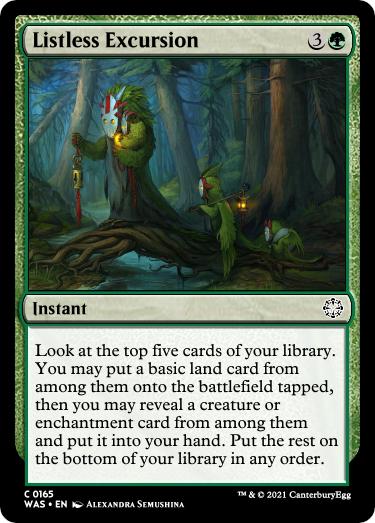 Listless Excursion 3
Instant
Look at the top five cards of your library.
You may put a basic land card from
among them onto the battlefield tapped,
then you may reveal a creature or
enchantment card from among them
and put it into your hand. Put the rest on
the bottom of your library in any order.
C 0165
WAS • EN Alexandra Semushina ™ & © 2021 CanterburyEgg